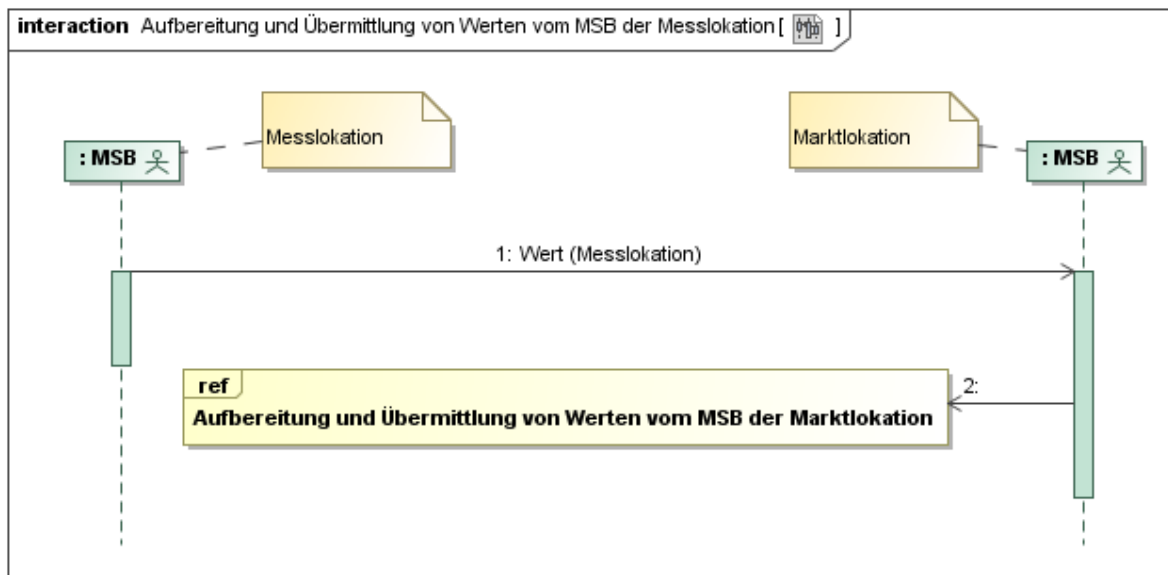 interaction Aufbereitung und Übermittlung von Werten vom MSB der Messlokation [ ]
Messlokation
Marktlokation
: MSB
: MSB
1: Wert (Messlokation)
ref
2:
Aufbereitung und Übermittlung von Werten vom MSB der Marktlokation